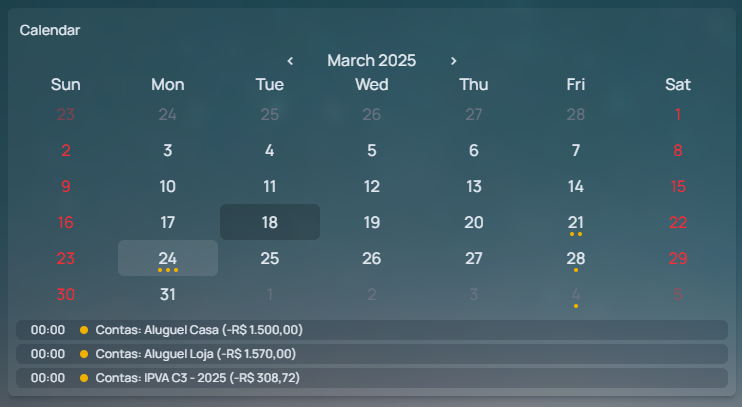 Calendar
‹ March 2025 ›
Sun Mon Tue Wed Thu Fri Sat
23 24 25 26 27 28 1
2 3 4 5 6 7 8
9 10 11 12 13 14 15
16 17 18 19 20 21 22
23 24 25 26 27 28 29
30 31 1 2 3 4 5
00:00 Contas: Aluguel Casa (-R$ 1.500,00)
00:00 Contas: Aluguel Loja (-R$ 1.570,00)
00:00 Contas: IPVA C3 - 2025 (-R$ 308,72)